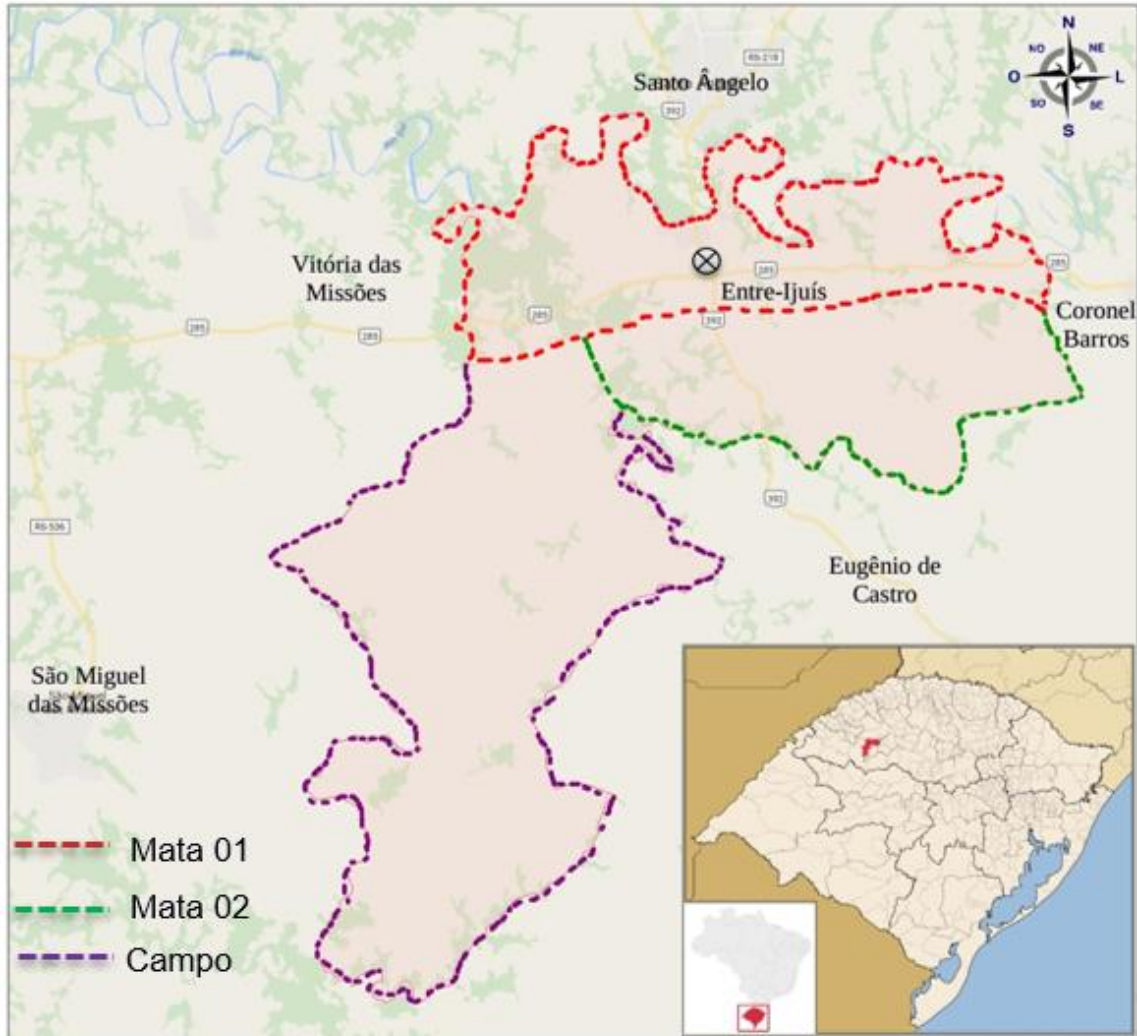 N
NO
NE
O
L
SO
SE
S
RS-218
Santo Ângelo
392
Vitória das
Missões
285
285
Entre-Ijuís
285
285
285
392
Coronel
Barros
RS-536
392
Eugênio de
Castro
São Miguel
das Missões
Mata 01
Mata 02
Campo